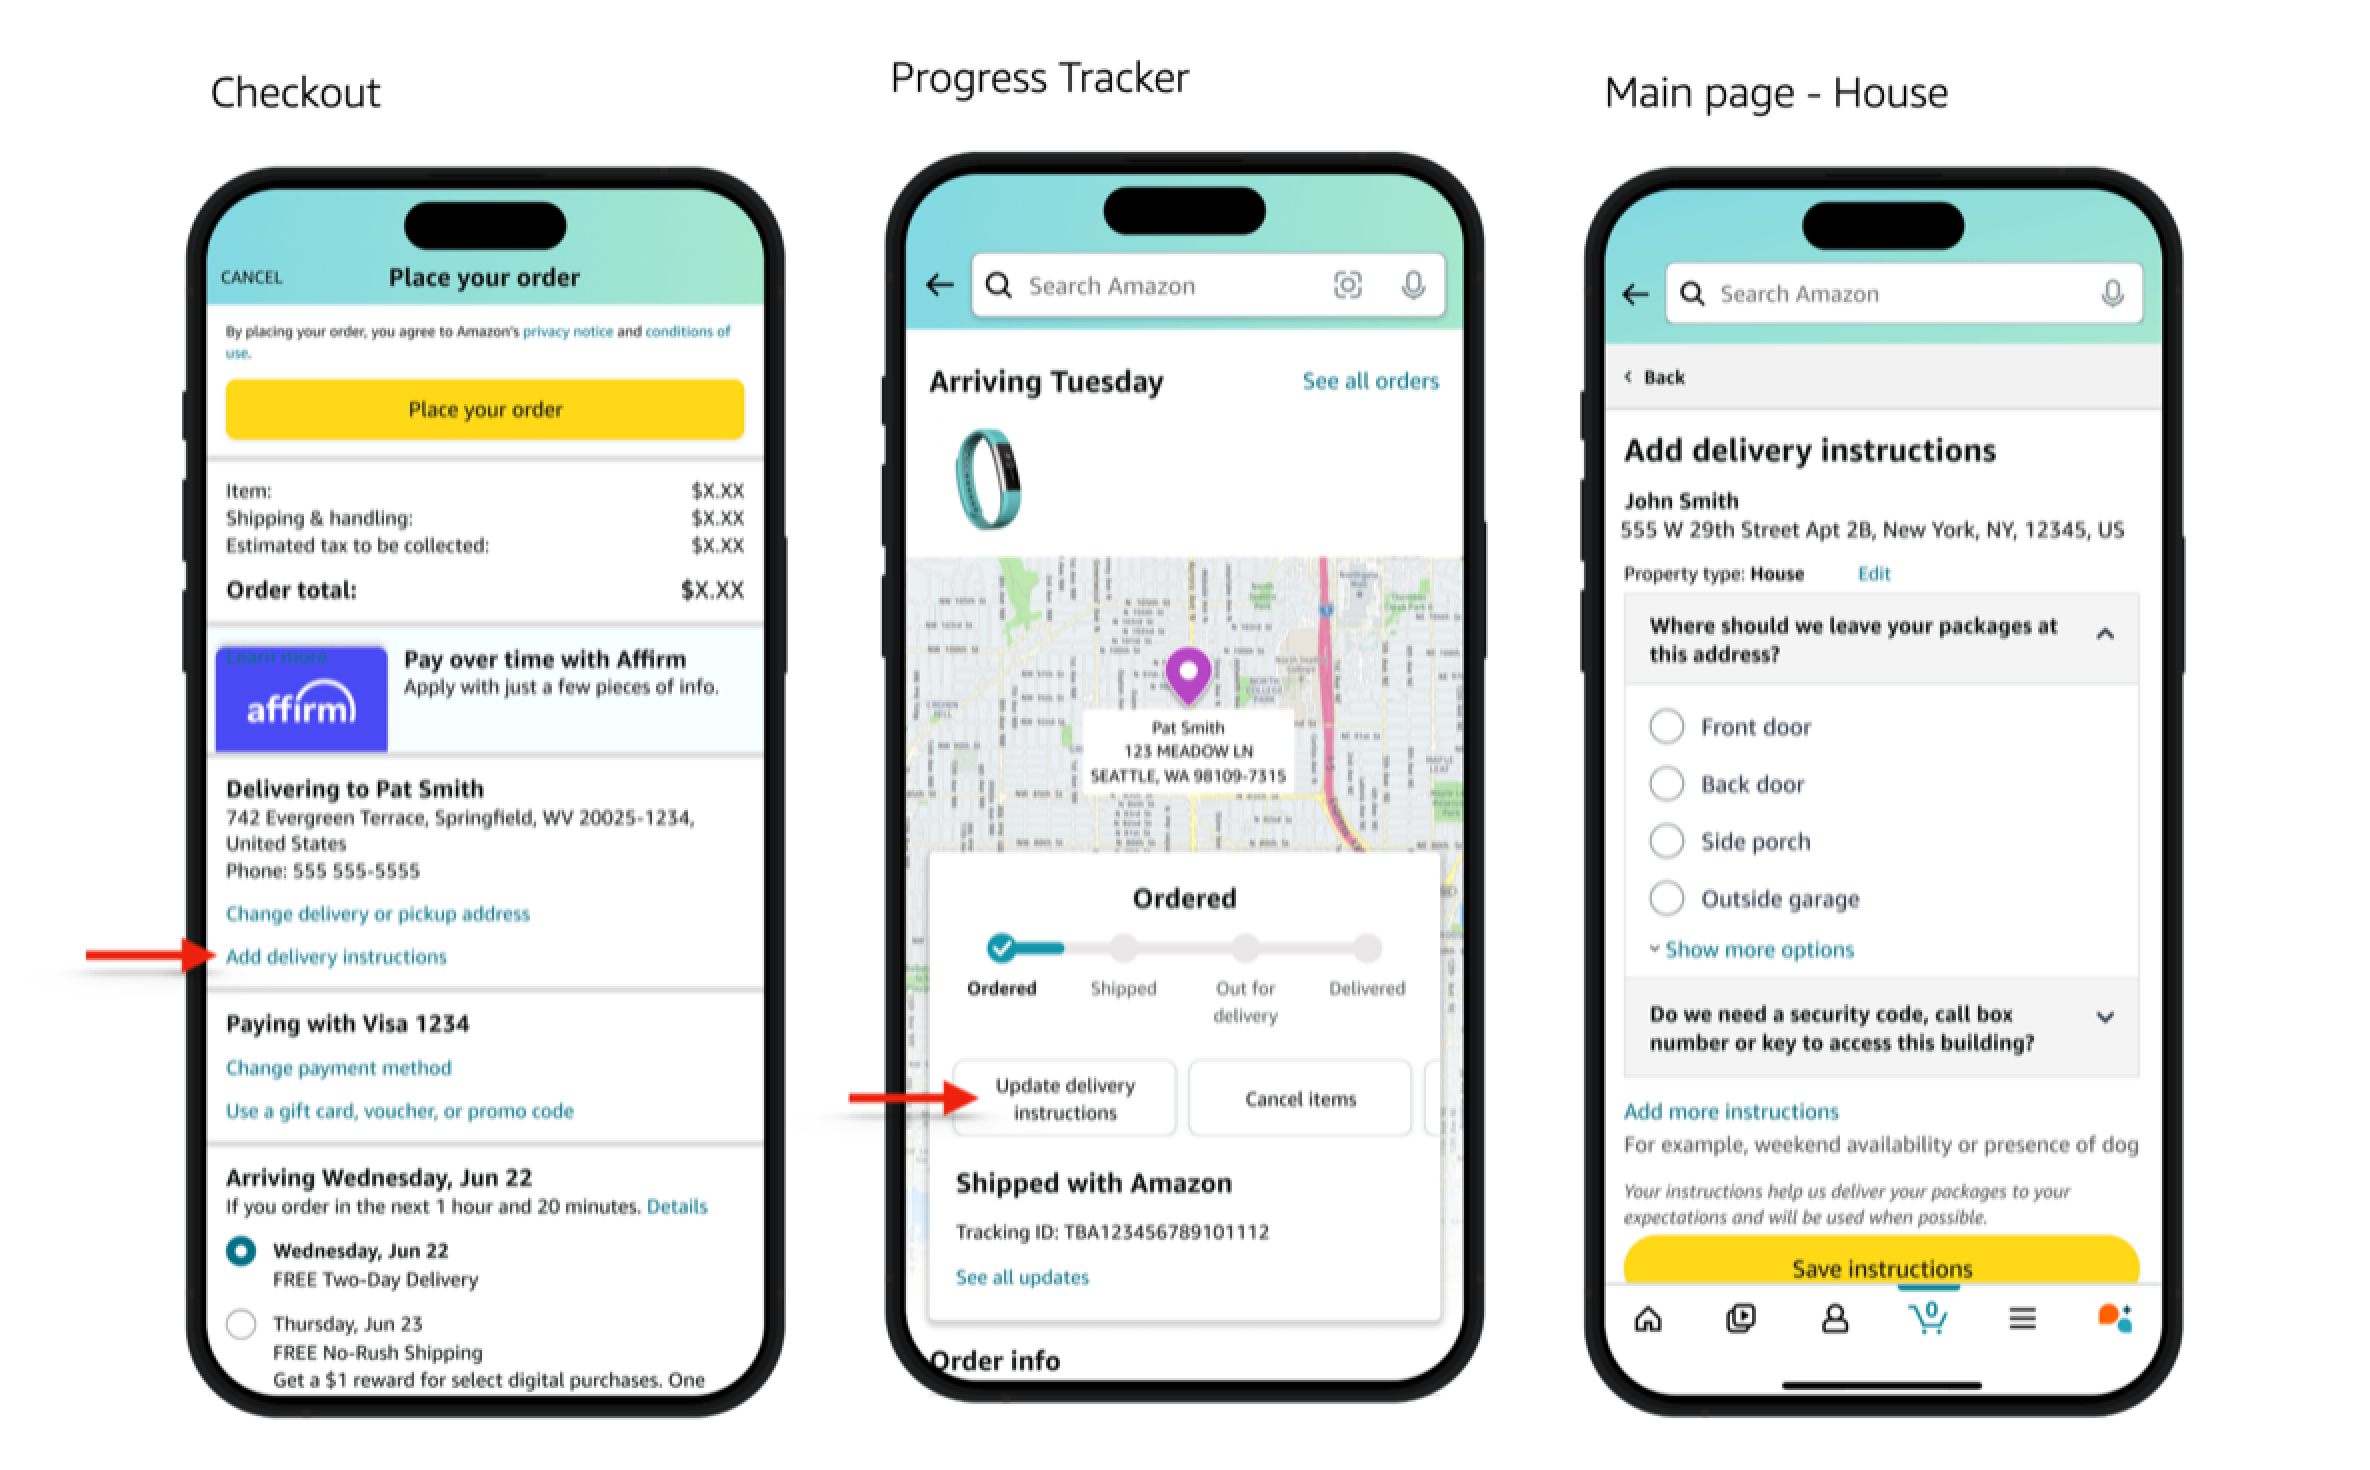 Checkout
CANCEL
Place your order
By placing your order, you agree to Amazon's privacy notice and conditions of
use.
Place your order
Item: $X.XX
Shipping & handling: $X.XX
Estimated tax to be collected: $X.XX
Order total: $X.XX
Learn more
affirm
Pay over time with Affirm
Apply with just a few pieces of info.
Delivering to Pat Smith
742 Evergreen Terrace, Springfield, WV 20025-1234,
United States
Phone: 555 555-5555
Change delivery or pickup address
Add delivery instructions
Paying with Visa 1234
Change payment method
Use a gift card, voucher, or promo code
Arriving Wednesday, Jun 22
If you order in the next 1 hour and 20 minutes. Details
Wednesday, Jun 22
FREE Two-Day Delivery
Thursday, Jun 23
FREE No-Rush Shipping
Get a $1 reward for select digital purchases. One
Progress Tracker
Search Amazon
Arriving Tuesday
See all orders
Pat Smith
123 MEADOW LN
SEATTLE, WA 98109-7315
Ordered
Ordered
Shipped
Out for
delivery
Delivered
Update delivery
instructions
Cancel items
Shipped with Amazon
Tracking ID: TBA123456789101112
See all updates
Order info
Main page - House
Search Amazon
Back
Add delivery instructions
John Smith
555 W 29th Street Apt 2B, New York, NY, 12345, US
Property type: House Edit
Where should we leave your packages at
this address?
Front door
Back door
Side porch
Outside garage
Show more options
Do we need a security code, call box
number or key to access this building?
Add more instructions
For example, weekend availability or presence of dog
Your instructions help us deliver your packages to your
expectations and will be used when possible.
Save instructions
0